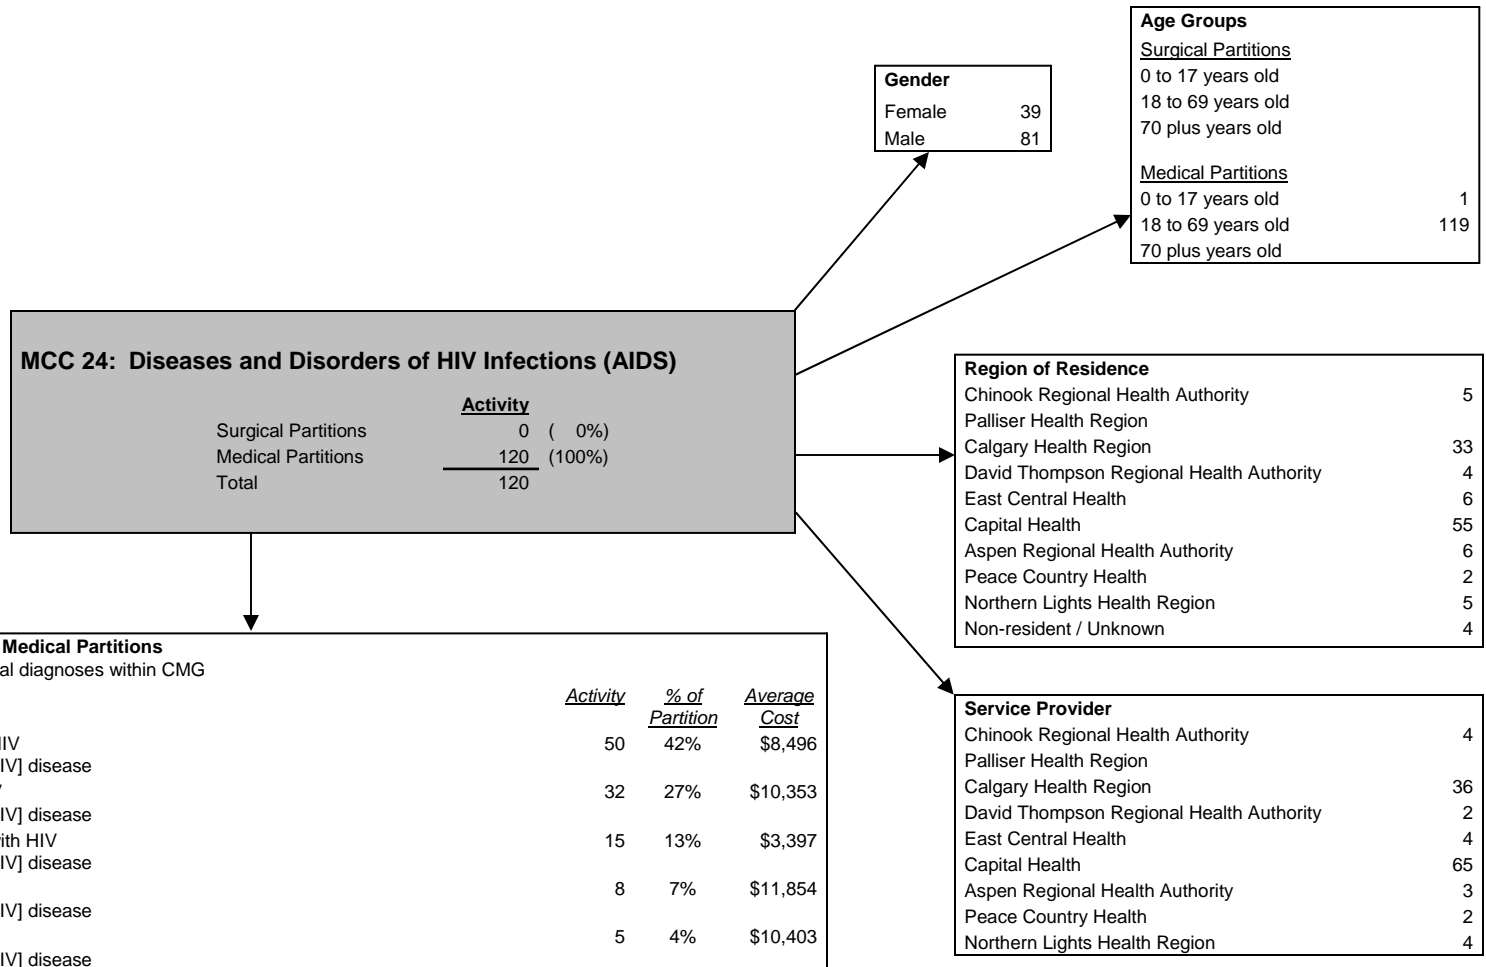 Age Groups
Surgical Partitions
0 to 17 years old
18 to 69 years old
70 plus years old
Medical Partitions
0 to 17 years old 1
18 to 69 years old 119
70 plus years old
Gender
Female 39
Male 81
MCC 24: Diseases and Disorders of HIV Infections (AIDS)
Activity
Surgical Partitions 0 ( 0%)
Medical Partitions 120 (100%)
Total 120
Region of Residence
Chinook Regional Health Authority 5
Palliser Health Region
Calgary Health Region 33
David Thompson Regional Health Authority 4
East Central Health 6
Capital Health 55
Aspen Regional Health Authority 6
Peace Country Health 2
Northern Lights Health Region 5
Non-resident / Unknown 4
Medical Partitions
diagnoses within CMG
Activity % of Average
Partition Cost
50 42% $8,496
disease
32 27% $10,353
disease
HIV 15 13% $3,397
disease
8 7% $11,854
disease
5 4% $10,403
disease
Service Provider
Chinook Regional Health Authority 4
Palliser Health Region
Calgary Health Region 36
David Thompson Regional Health Authority 2
East Central Health 4
Capital Health 65
Aspen Regional Health Authority 3
Peace Country Health 2
Northern Lights Health Region 4